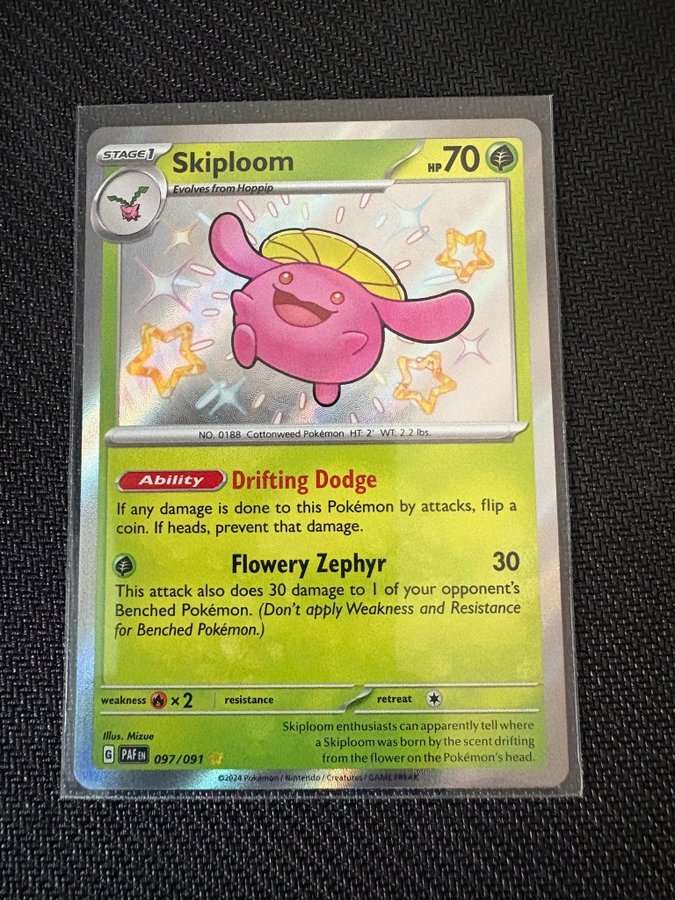 STAGE1 Skiploom HP70
Evolves from Hoppip
NO. 0188 Cottonweed Pokémon HT: 2' WT: 2.2 lbs.
Ability Drifting Dodge
If any damage is done to this Pokémon by attacks, flip a
coin. If heads, prevent that damage.
Flowery Zephyr 30
This attack also does 30 damage to 1 of your opponent's
Benched Pokémon. (Don't apply Weakness and Resistance
for Benched Pokémon.)
weakness ×2 resistance retreat
Illus. Mizue
G PAF EN 097/091
Skiploom enthusiasts can apparently tell where
a Skiploom was born by the scent drifting
from the flower on the Pokémon's head.
©2024 Pokémon / Nintendo / Creatures / GAME FREAK